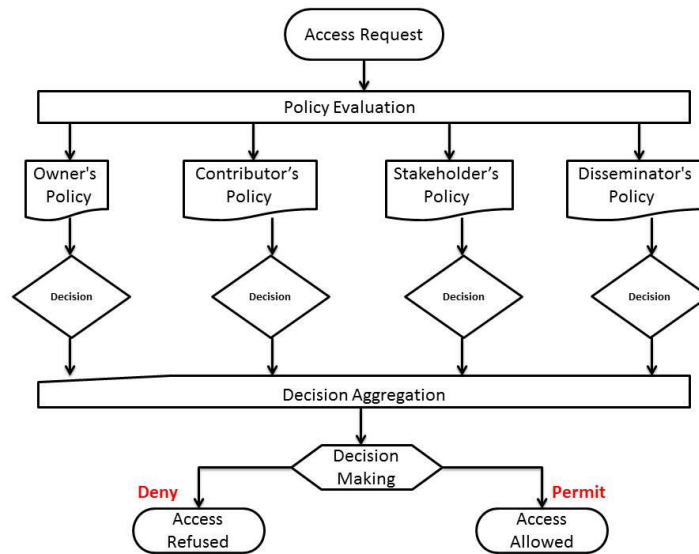 Access Request
Policy Evaluation
Owner's
Policy
Contributor’s
Policy
Stakeholder’s
Policy
Disseminator's
Policy
Decision
Decision
Decision
Decision
Decision Aggregation
Decision
Making
Deny
Permit
Access
Refused
Access
Allowed